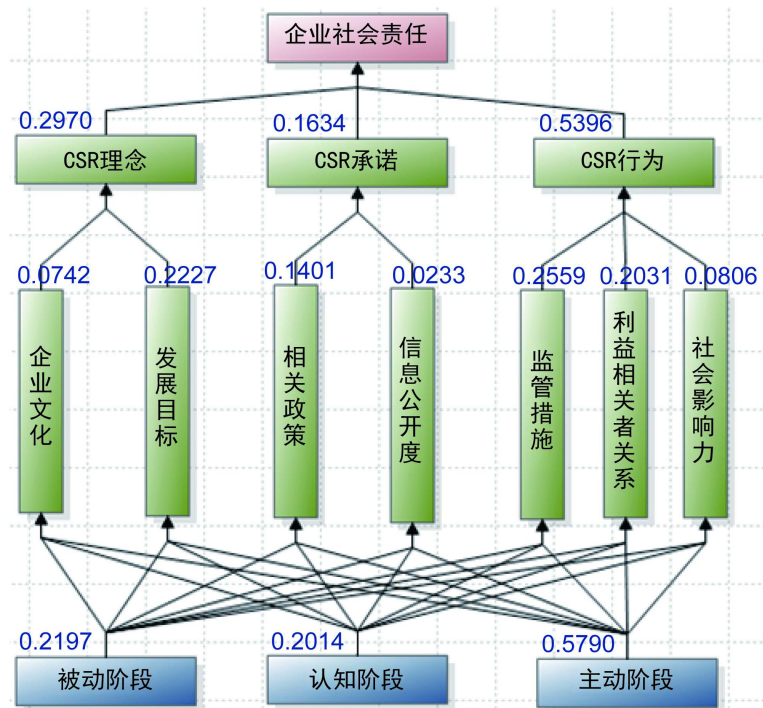 企业社会责任
0.2970
0.1634
0.5396
CSR理念
CSR承诺
CSR行为
0.0742
0.2227
0.1401
0.0233
0.2559
0.2031
0.0806
企业文化
发展目标
相关政策
信息公开度
监管措施
利益相关者关系
社会影响力
0.2197
0.2014
0.5790
被动阶段
认知阶段
主动阶段